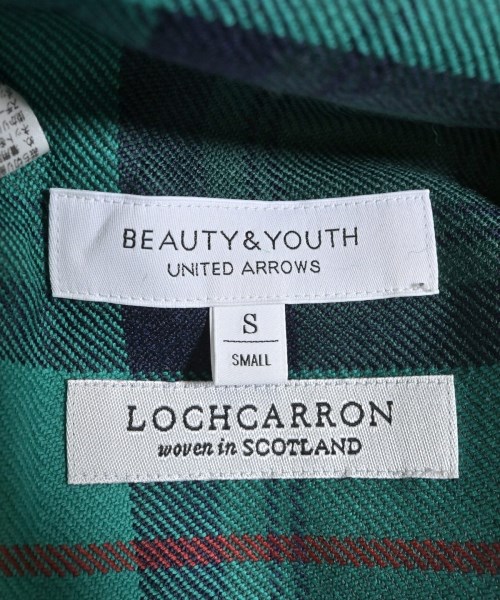 BEAUTY&YOUTH
UNITED ARROWS
S
SMALL
LOCHCARRON
woven in SCOTLAND